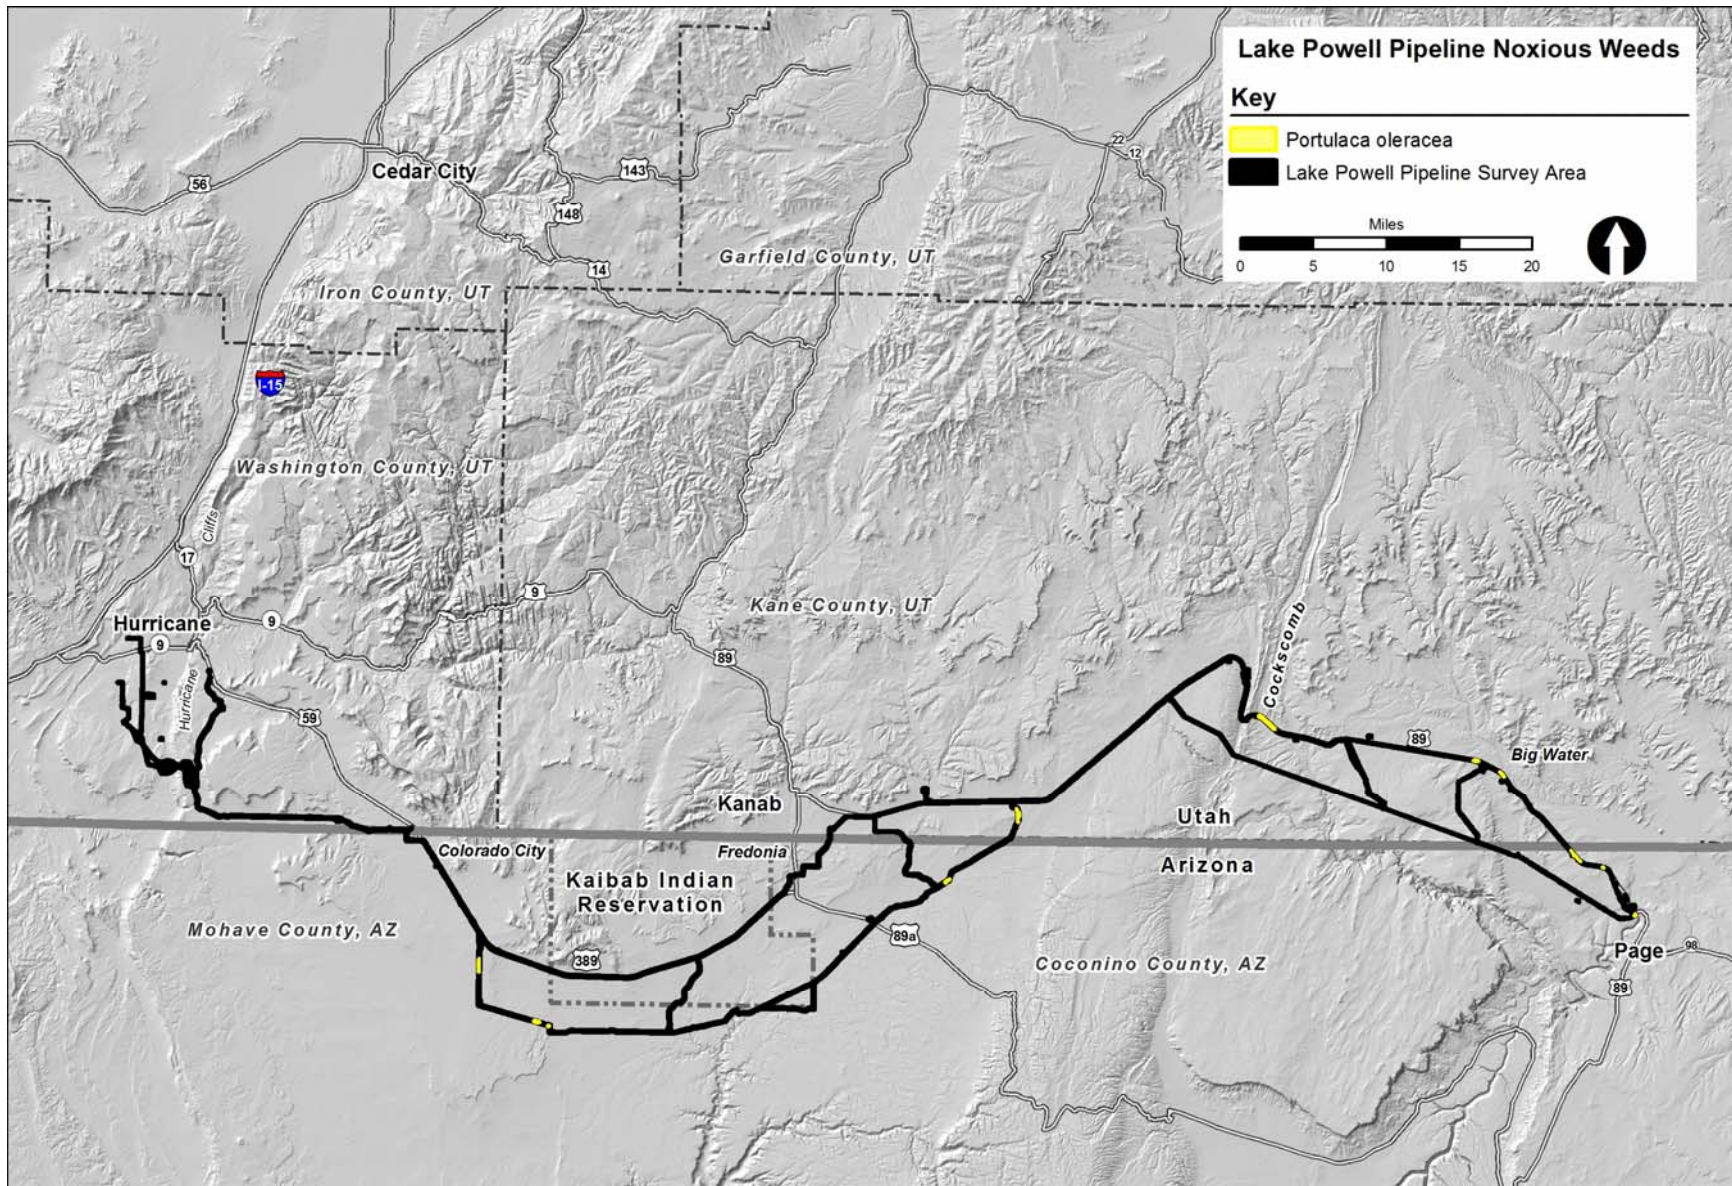 Lake Powell Pipeline Noxious Weeds
Key
Portulaca oleracea
Lake Powell Pipeline Survey Area
Miles
0 5 10 15 20
22
12
56
Cedar City
143
148
14
Garfield County, UT
Iron County, UT
I-15
Washington County, UT
Cliffs
17
Hurricane
9
9
9
Kane County, UT
Cockscomb
89
Hurricane
59
89
Big Water
Kanab
Utah
Colorado City
Fredonia
Arizona
Kaibab Indian
Reservation
Mohave County, AZ
89a
389
Coconino County, AZ
98
Page
89